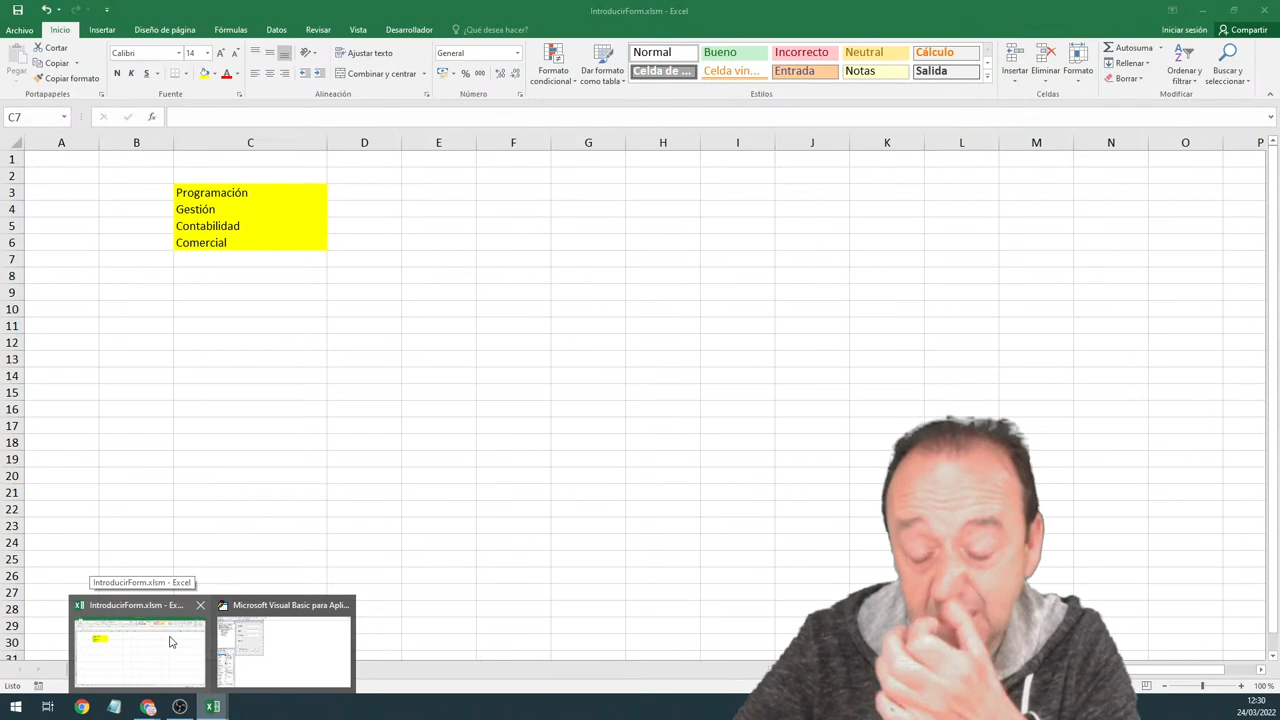 IntroducirForm.xlsm - Excel
Archivo Inicio Insertar Diseño de página Fórmulas Datos Revisar Vista Desarrollador ¿Qué desea hacer? Iniciar sesión Compartir
Pegar
Cortar
Copiar
Copiar formato
Portapapeles
Calibri 14
N K S
Fuente
Ajustar texto
Combinar y centrar
Alineación
General
% 000
Número
Formato condicional
Dar formato como tabla
Normal Bueno Incorrecto Neutral Cálculo
Celda de ... Celda vin... Entrada Notas Salida
Estilos
Insertar Eliminar Formato
Celdas
Autosuma
Rellenar
Borrar
Ordenar y filtrar
Buscar y seleccionar
Modificar
C7 fx
A B C D E F G H I J K L M N O P
1
2
3 Programación
4 Gestión
5 Contabilidad
6 Comercial
7
8
9
10
11
12
13
14
15
16
17
18
19
20
21
22
23
24
25
26
27
28
29
30
31
IntroducirForm.xlsm - Excel
IntroducirForm.xlsm - Ex... Microsoft Visual Basic para Apli...
Listo 100 %
12:30
24/03/2022